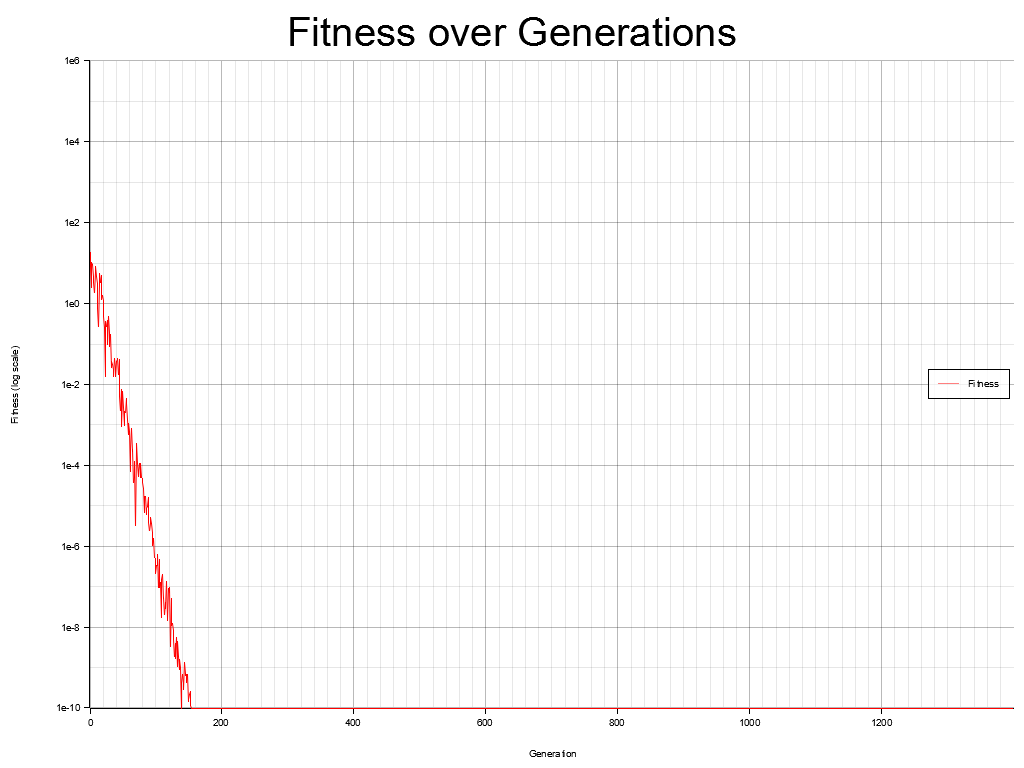 Fitness over Generations
1e6
1e4
1e2
1e0
1e-2
1e-4
1e-6
1e-8
1e-10
Fitness (log scale)
Fitness
0 200 400 600 800 1000 1200
Generation